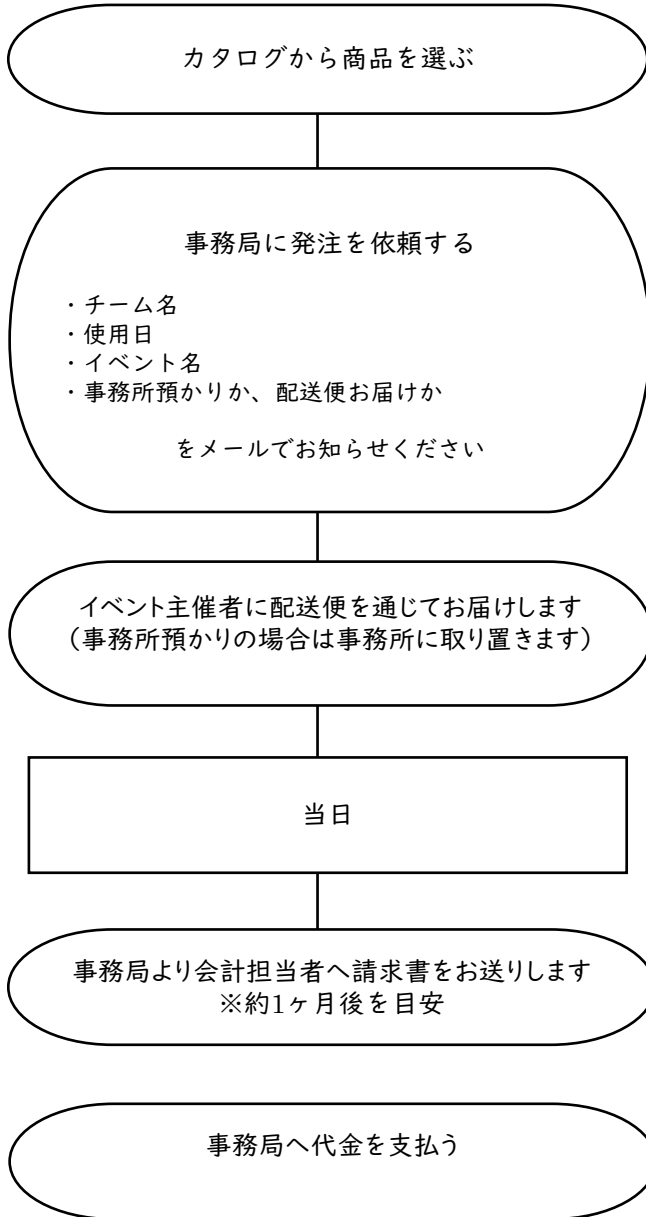 カタログから商品を選ぶ
事務局に発注を依頼する
・チーム名
・使用日
・イベント名
・事務所預かりか、配送便お届けか
をメールでお知らせください
イベント主催者に配送便を通じてお届けします
（事務所預かりの場合は事務所に取り置きます）
当日
事務局より会計担当者へ請求書をお送りします
※約1ヶ月後を目安
事務局へ代金を支払う